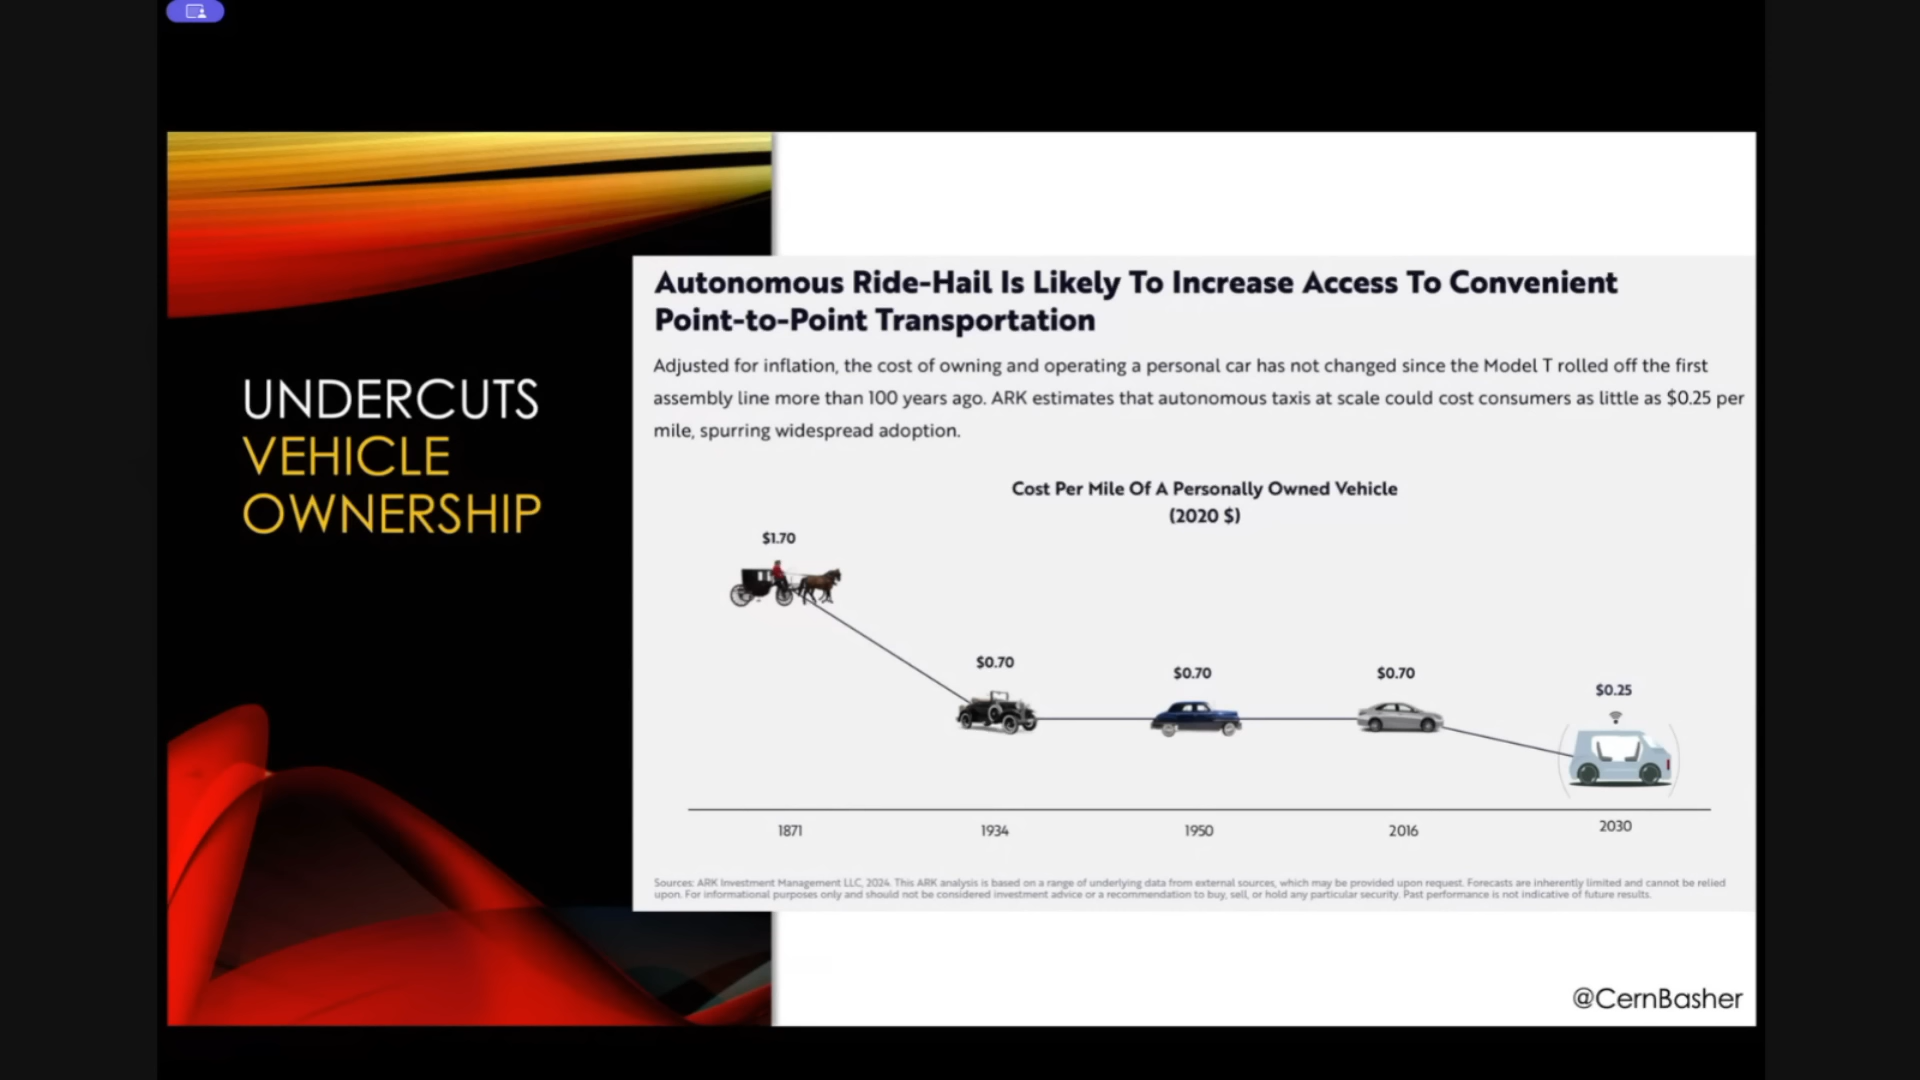 UNDERCUTS
VEHICLE
OWNERSHIP
Autonomous Ride-Hail Is Likely To Increase Access To Convenient
Point-to-Point Transportation
Adjusted for inflation, the cost of owning and operating a personal car has not changed since the Model T rolled off the first
assembly line more than 100 years ago. ARK estimates that autonomous taxis at scale could cost consumers as little as $0.25 per
mile, spurring widespread adoption.
Cost Per Mile Of A Personally Owned Vehicle
(2020 $)
$1.70
$0.70
$0.70
$0.70
$0.25
1871
1934
1950
2016
2030
Sources: ARK Investment Management LLC, 2024. This ARK analysis is based on a range of underlying data from external sources, which may be provided upon request. Forecasts are inherently limited and cannot be relied
upon. For informational purposes only and should not be considered investment advice or a recommendation to buy, sell, or hold any particular security. Past performance is not indicative of future results.
@CernBasher